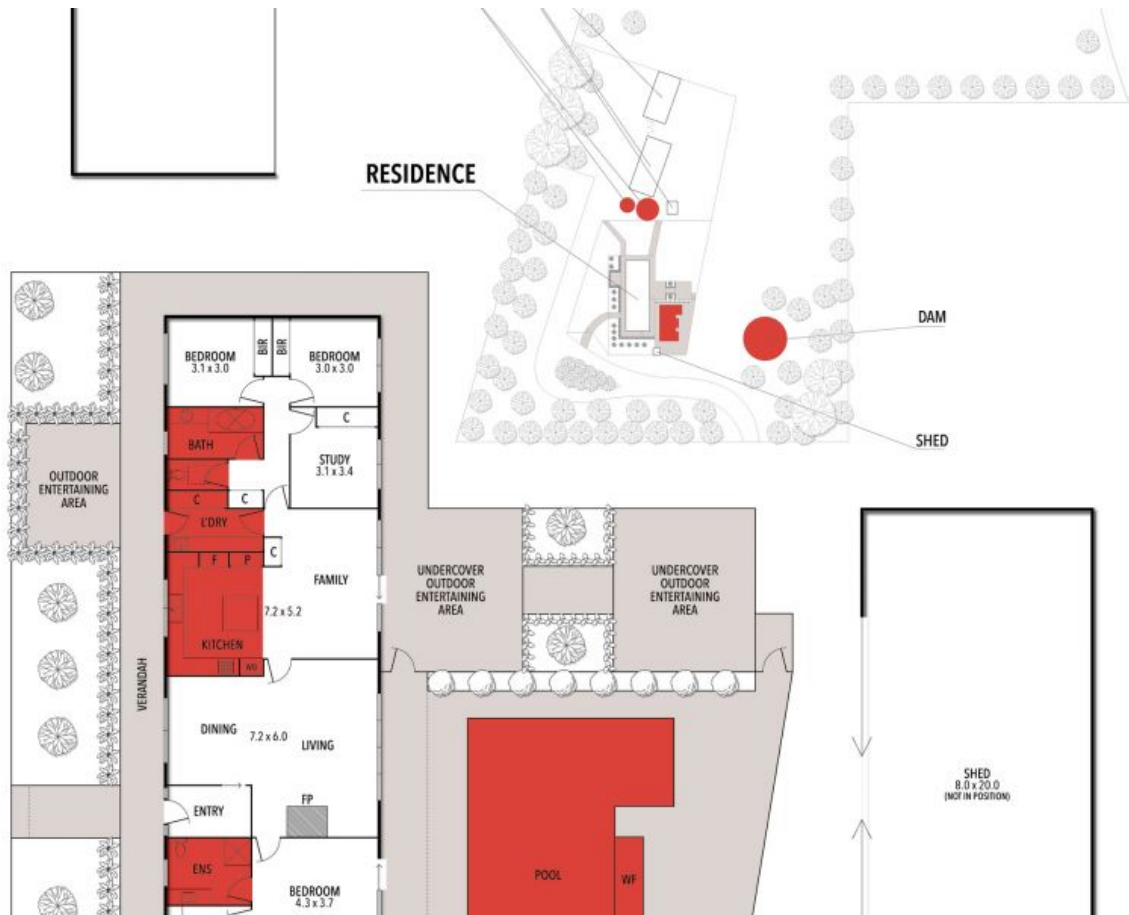 RESIDENCE
DAM
SHED
BEDROOM
3.1 x 3.0
BIR
BIR
BEDROOM
3.0 x 3.0
C
BATH
STUDY
3.1 x 3.4
OUTDOOR
ENTERTAINING
AREA
C
C
L'DRY
C
F
P
FAMILY
7.2 x 5.2
KITCHEN
WO
UNDERCOVER
OUTDOOR
ENTERTAINING
AREA
UNDERCOVER
OUTDOOR
ENTERTAINING
AREA
VERANDAH
DINING
7.2 x 6.0
LIVING
FP
ENTRY
ENS
BEDROOM
4.3 x 3.7
POOL
WF
SHED
8.0 x 20.0
(NOT IN POSITION)